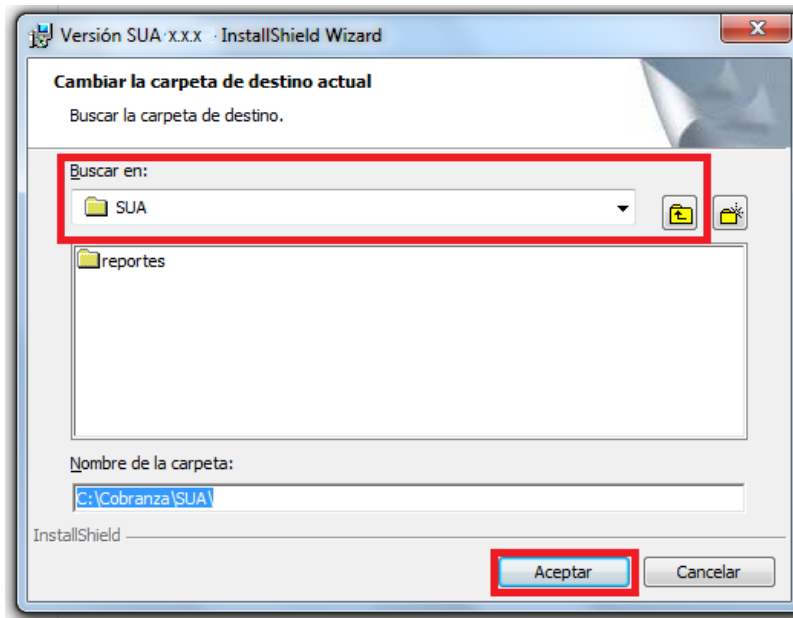 Versión SUA x.x.x - InstallShield Wizard
Cambiar la carpeta de destino actual
Buscar la carpeta de destino.
Buscar en:
SUA
reportes
Nombre de la carpeta:
C:\Cobranza\SUA\
InstallShield
Aceptar
Cancelar